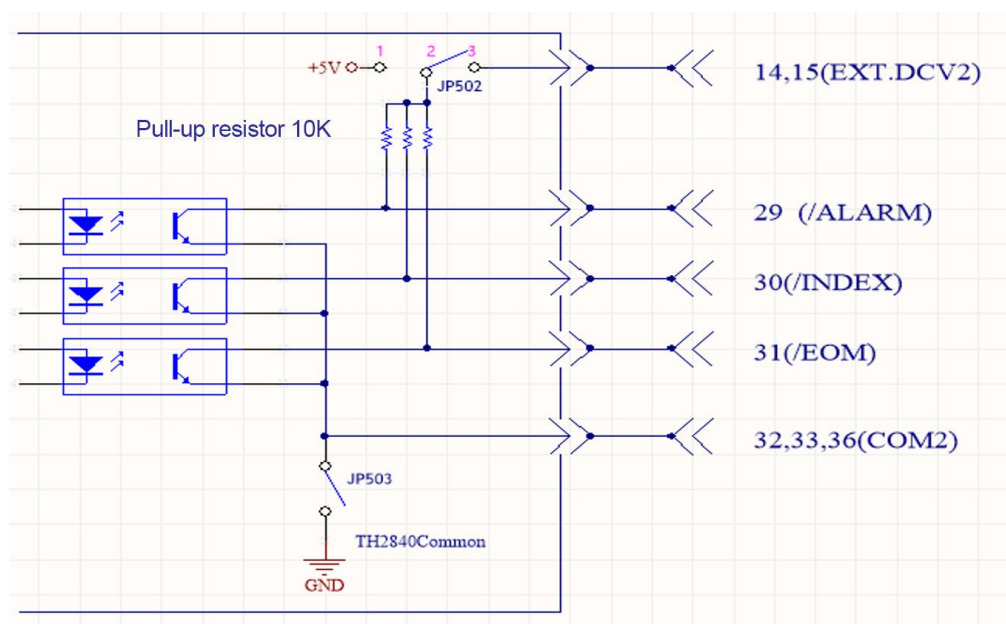 1 2 3
+5V
JP502
14,15(EXT.DCV2)
Pull-up resistor 10K
29 (/ALARM)
30(/INDEX)
31(/EOM)
32,33,36(COM2)
JP503
TH2840Common
GND